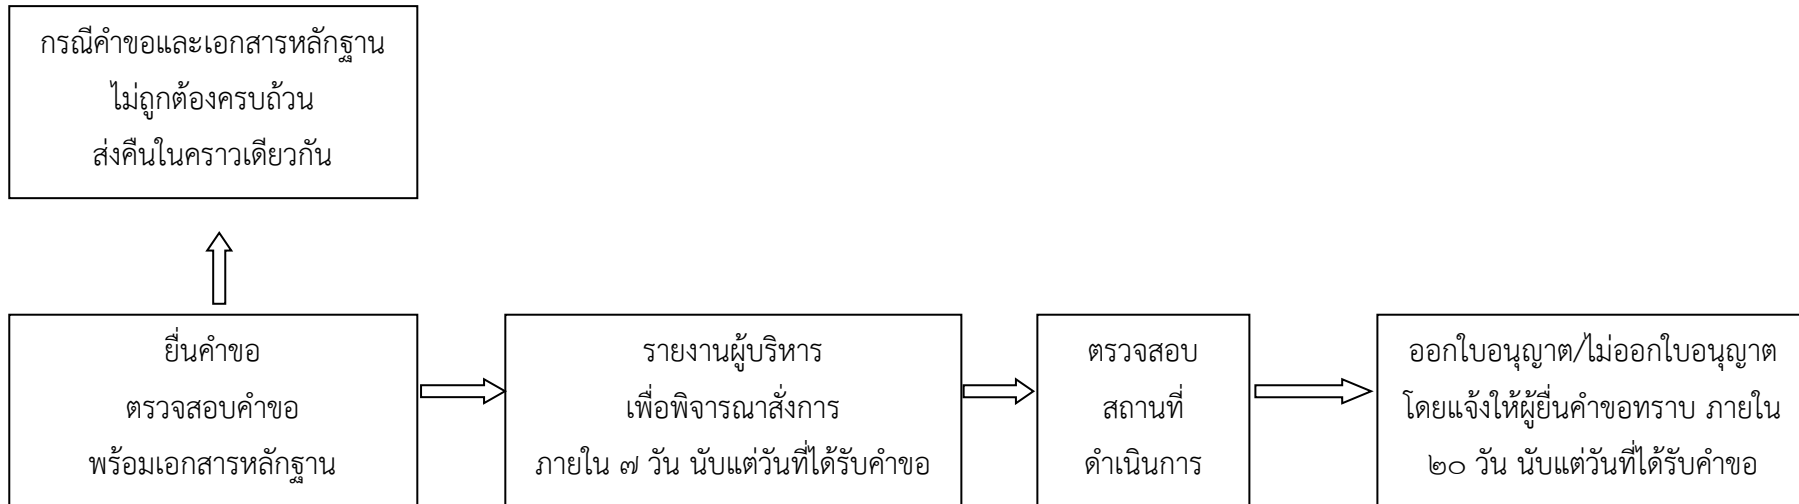 กรณีคำขอและเอกสารหลักฐาน
ไม่ถูกต้องครบถ้วน
ส่งคืนในคราวเดียวกัน
ยื่นคำขอ
ตรวจสอบคำขอ
พร้อมเอกสารหลักฐาน
รายงานผู้บริหาร
เพื่อพิจารณาสั่งการ
ภายใน ๗ วัน นับแต่วันที่ได้รับคำขอ
ตรวจสอบ
สถานที่
ดำเนินการ
ออกใบอนุญาต/ไม่ออกใบอนุญาต
โดยแจ้งให้ผู้ยื่นคำขอทราบ ภายใน
๒๐ วัน นับแต่วันที่ได้รับคำขอ